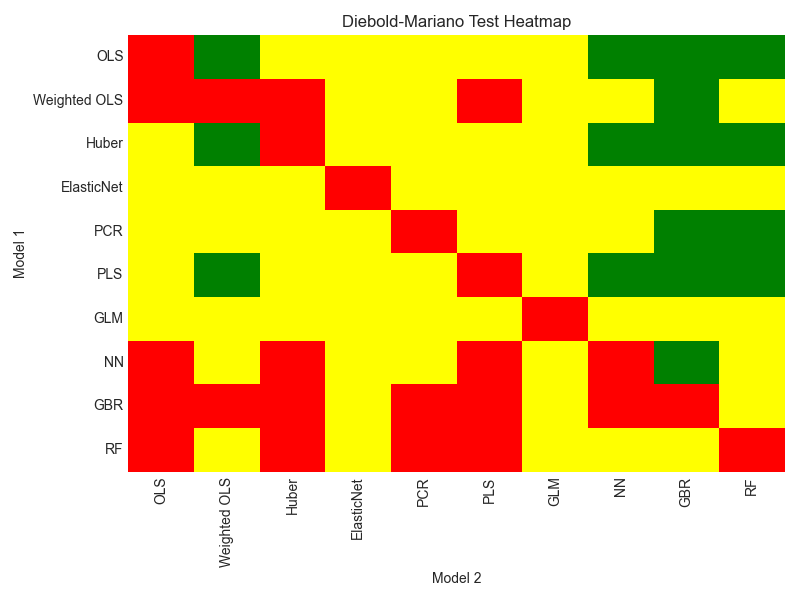 Diebold-Mariano Test Heatmap
Model 1
OLS
Weighted OLS
Huber
ElasticNet
PCR
PLS
GLM
NN
GBR
RF
OLS
Weighted OLS
Huber
ElasticNet
PCR
PLS
GLM
NN
GBR
RF
Model 2